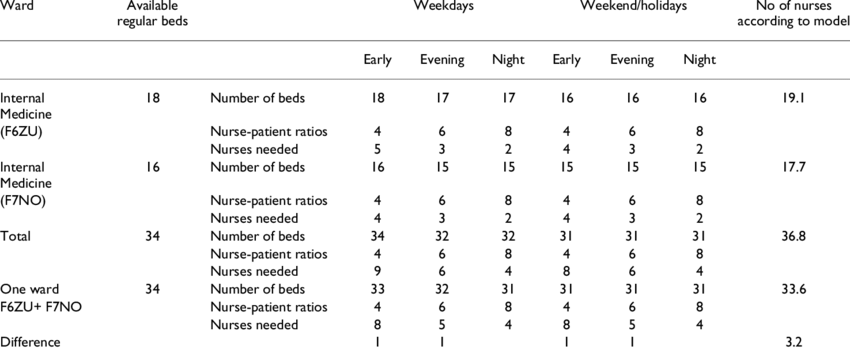 Ward Available Weekdays Weekend/holidays No of nurses
regular beds according to model
Early Evening Night Early Evening Night
Internal 18 Number of beds 18 17 17 16 16 16 19.1
Medicine
(F6ZU) Nurse-patient ratios 4 6 8 4 6 8
Nurses needed 5 3 2 4 3 2
Internal 16 Number of beds 16 15 15 15 15 15 17.7
Medicine
(F7NO) Nurse-patient ratios 4 6 8 4 6 8
Nurses needed 4 3 2 4 3 2
Total 34 Number of beds 34 32 32 31 31 31 36.8
Nurse-patient ratios 4 6 8 4 6 8
Nurses needed 9 6 4 8 6 4
One ward 34 Number of beds 33 32 31 31 31 31 33.6
F6ZU+ F7NO Nurse-patient ratios 4 6 8 4 6 8
Nurses needed 8 5 4 8 5 4
Difference 1 1 1 1 3.2